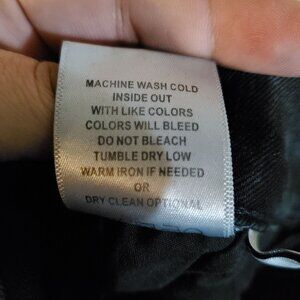 MACHINE WASH COLD
INSIDE OUT
WITH LIKE COLORS
COLORS WILL BLEED
DO NOT BLEACH
TUMBLE DRY LOW
WARM IRON IF NEEDED
OR
DRY CLEAN OPTIONAL